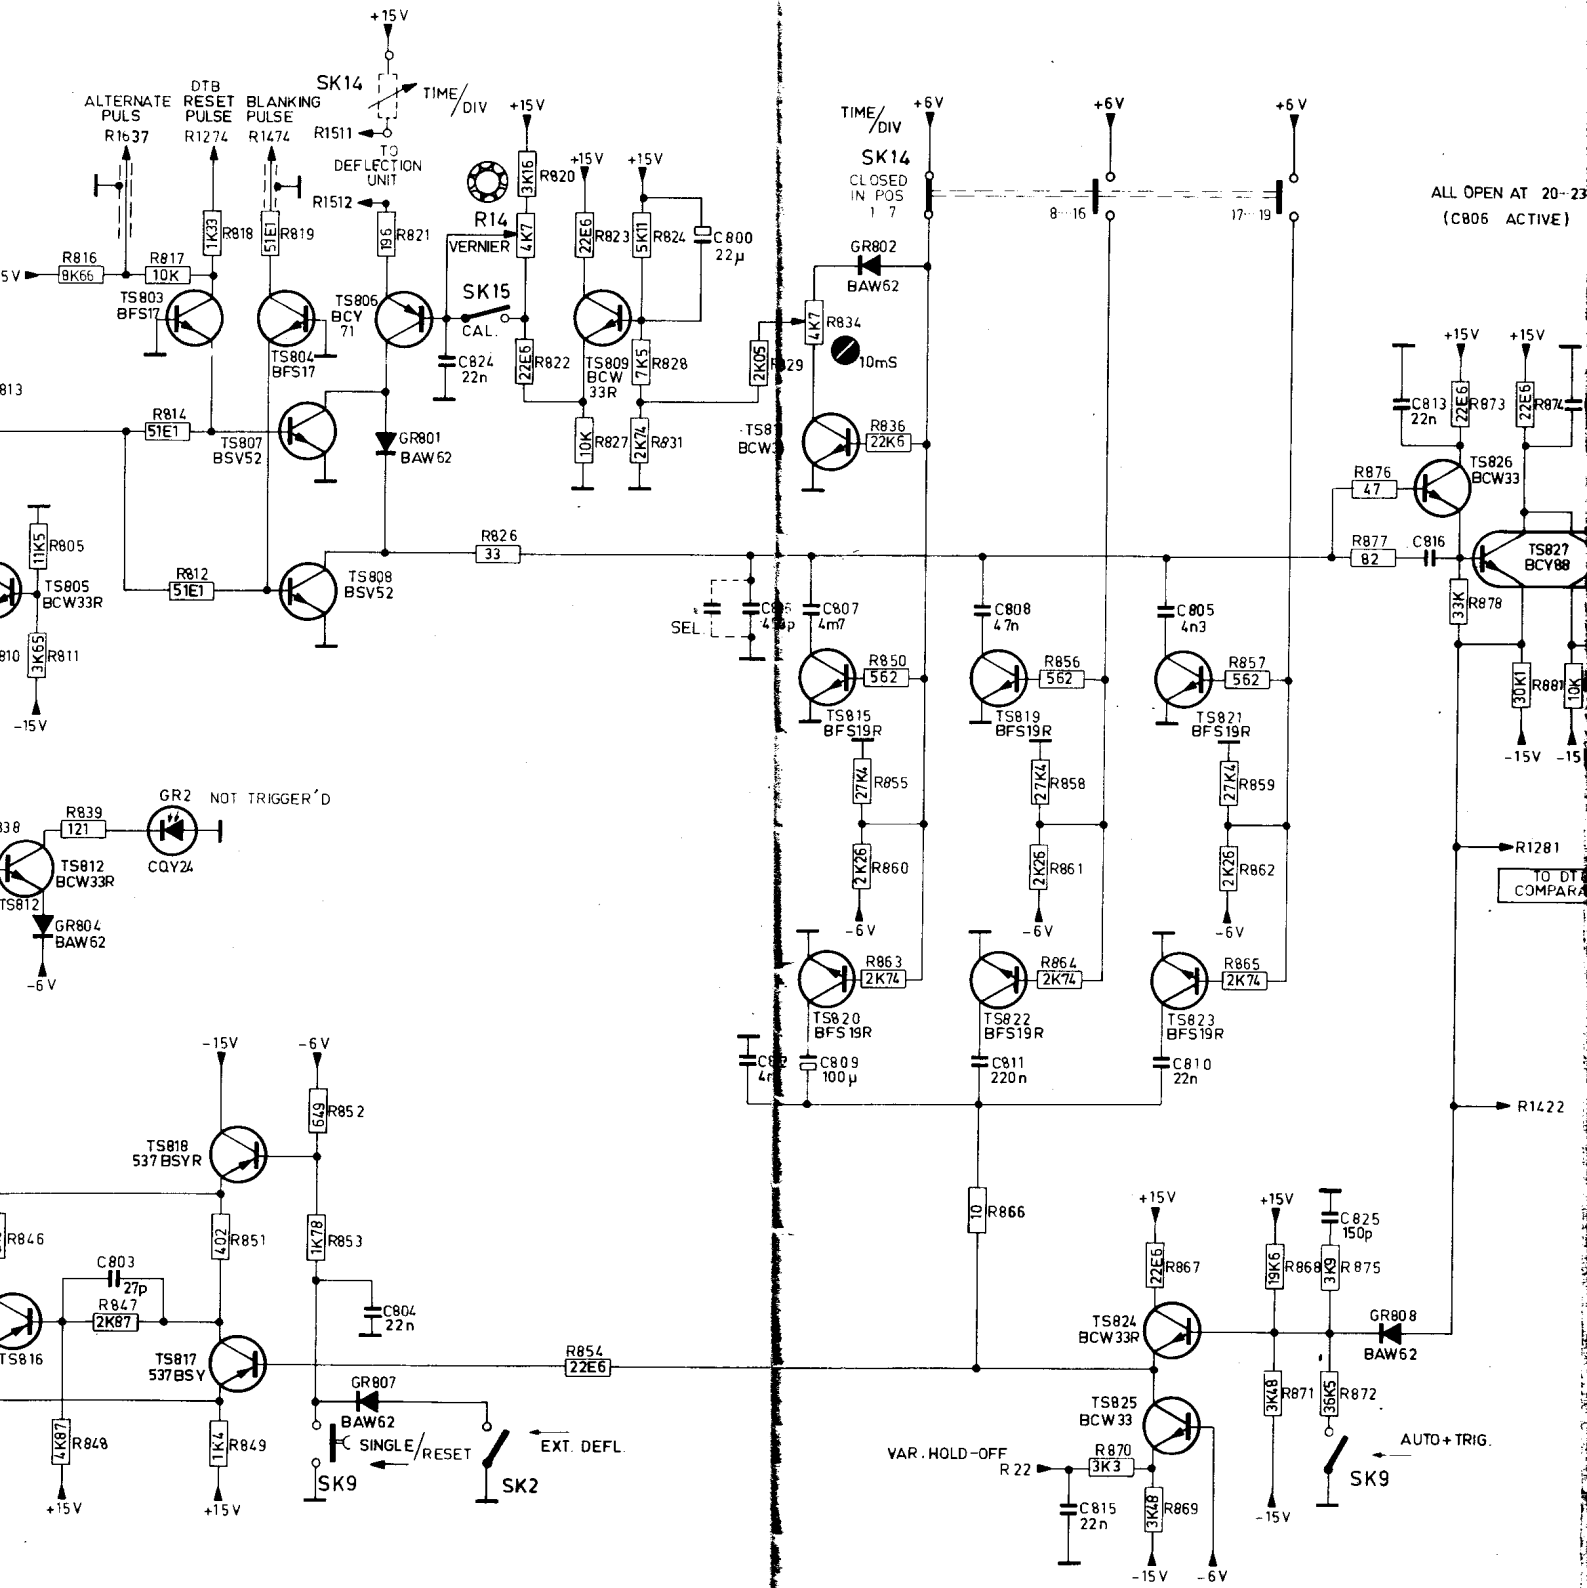 +15V
SK14
TIME/DIV
ALTERNATE PULS
R1637
DTB RESET PULSE
R1274
BLANKING PULSE
R1474
R1511
TO DEFLECTION UNIT
R1512
+15V
3K16 R820
R14
VERNIER
4K7
+15V
+15V
22E6 R823
5K11 R824
C800
22μ
1K33 R818
51E1 R819
196 R821
5V
R816
8K66
R817
10K
TS803
BFS17
TS804
BFS17
TS806
BCY
71
SK15
CAL.
C824
22n
22E6 R822
TS809
BCW
33R
7K5 R828
813
R814
51E1
TS807
BSV52
GR801
BAW62
10K R827
2K74 R831
2K05
R834
4K7
10mS
TIME/DIV
SK14
CLOSED
IN POS
1 7
+6V
+6V
+6V
8--16
17--19
ALL OPEN AT 20--23
(C806 ACTIVE)
GR802
BAW62
R836
22K6
C813
22n
+15V
+15V
22E6 R873
22E6 R874
TS826
BCW33
R876
47
R877
82
C816
TS827
BCY88
33K R878
30K1 R881
10K
-15V
-15
11K5 R805
TS805
BCW33R
810
3K65 R811
-15V
R812
51E1
TS808
BSV52
R826
33
SEL.
C807
4m7
C808
47n
C805
4n3
R850
562
R856
562
R857
562
TS815
BFS19R
TS819
BFS19R
TS821
BFS19R
27K4 R855
27K4 R858
27K4 R859
2K26 R860
2K26 R861
2K26 R862
-6V
-6V
-6V
R863
2K74
R864
2K74
R865
2K74
TS820
BFS19R
TS822
BFS19R
TS823
BFS19R
C809
100μ
C811
220n
C810
22n
R1281
R1422
838
R839
121
GR2
NOT TRIGGER'D
CQY24
TS812
BCW33R
TS812
GR804
BAW62
-6V
-15V
-6V
649 R852
TS818
537BSYR
402 R851
1K78 R853
R846
C803
27p
R847
2K87
C804
22n
TS816
TS817
537BSY
R854
22E6
GR807
BAW62
SINGLE/RESET
SK9
EXT. DEFL.
SK2
4K87 R848
1K4 R849
+15V
+15V
10 R866
+15V
22E6 R867
+15V
19K6 R868
C825
150p
3K9 R875
TS824
BCW33R
GR808
BAW62
TS825
BCW33
3K48 R871
36K5 R872
AUTO+TRIG.
SK9
VAR. HOLD-OFF
R22
R870
3K3
C815
22n
3K48 R869
-15V
-6V
-15V